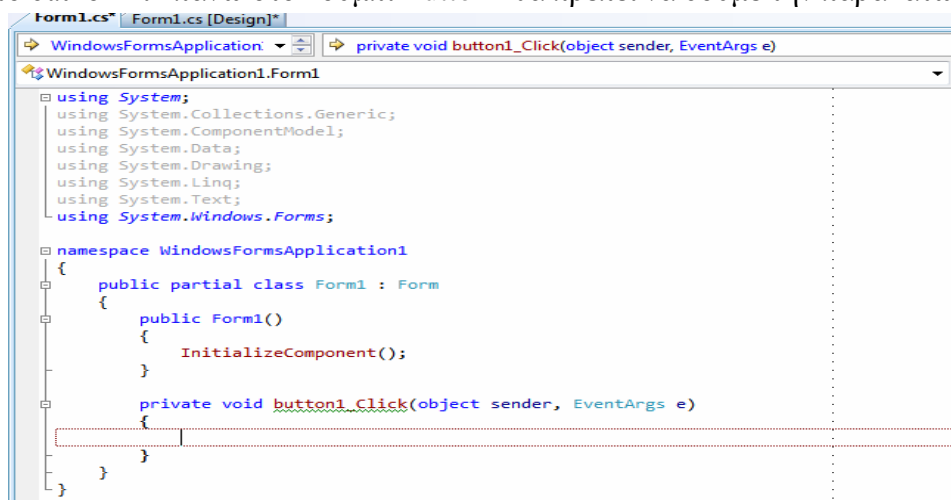 Form1.cs* Form1.cs [Design]*
WindowsFormsApplication: private void button1_Click(object sender, EventArgs e)
WindowsFormsApplication1.Form1
using System;
using System.Collections.Generic;
using System.ComponentModel;
using System.Data;
using System.Drawing;
using System.Linq;
using System.Text;
using System.Windows.Forms;
namespace WindowsFormsApplication1
{
public partial class Form1 : Form
{
public Form1()
{
InitializeComponent();
}
private void button1_Click(object sender, EventArgs e)
{
}
}
}